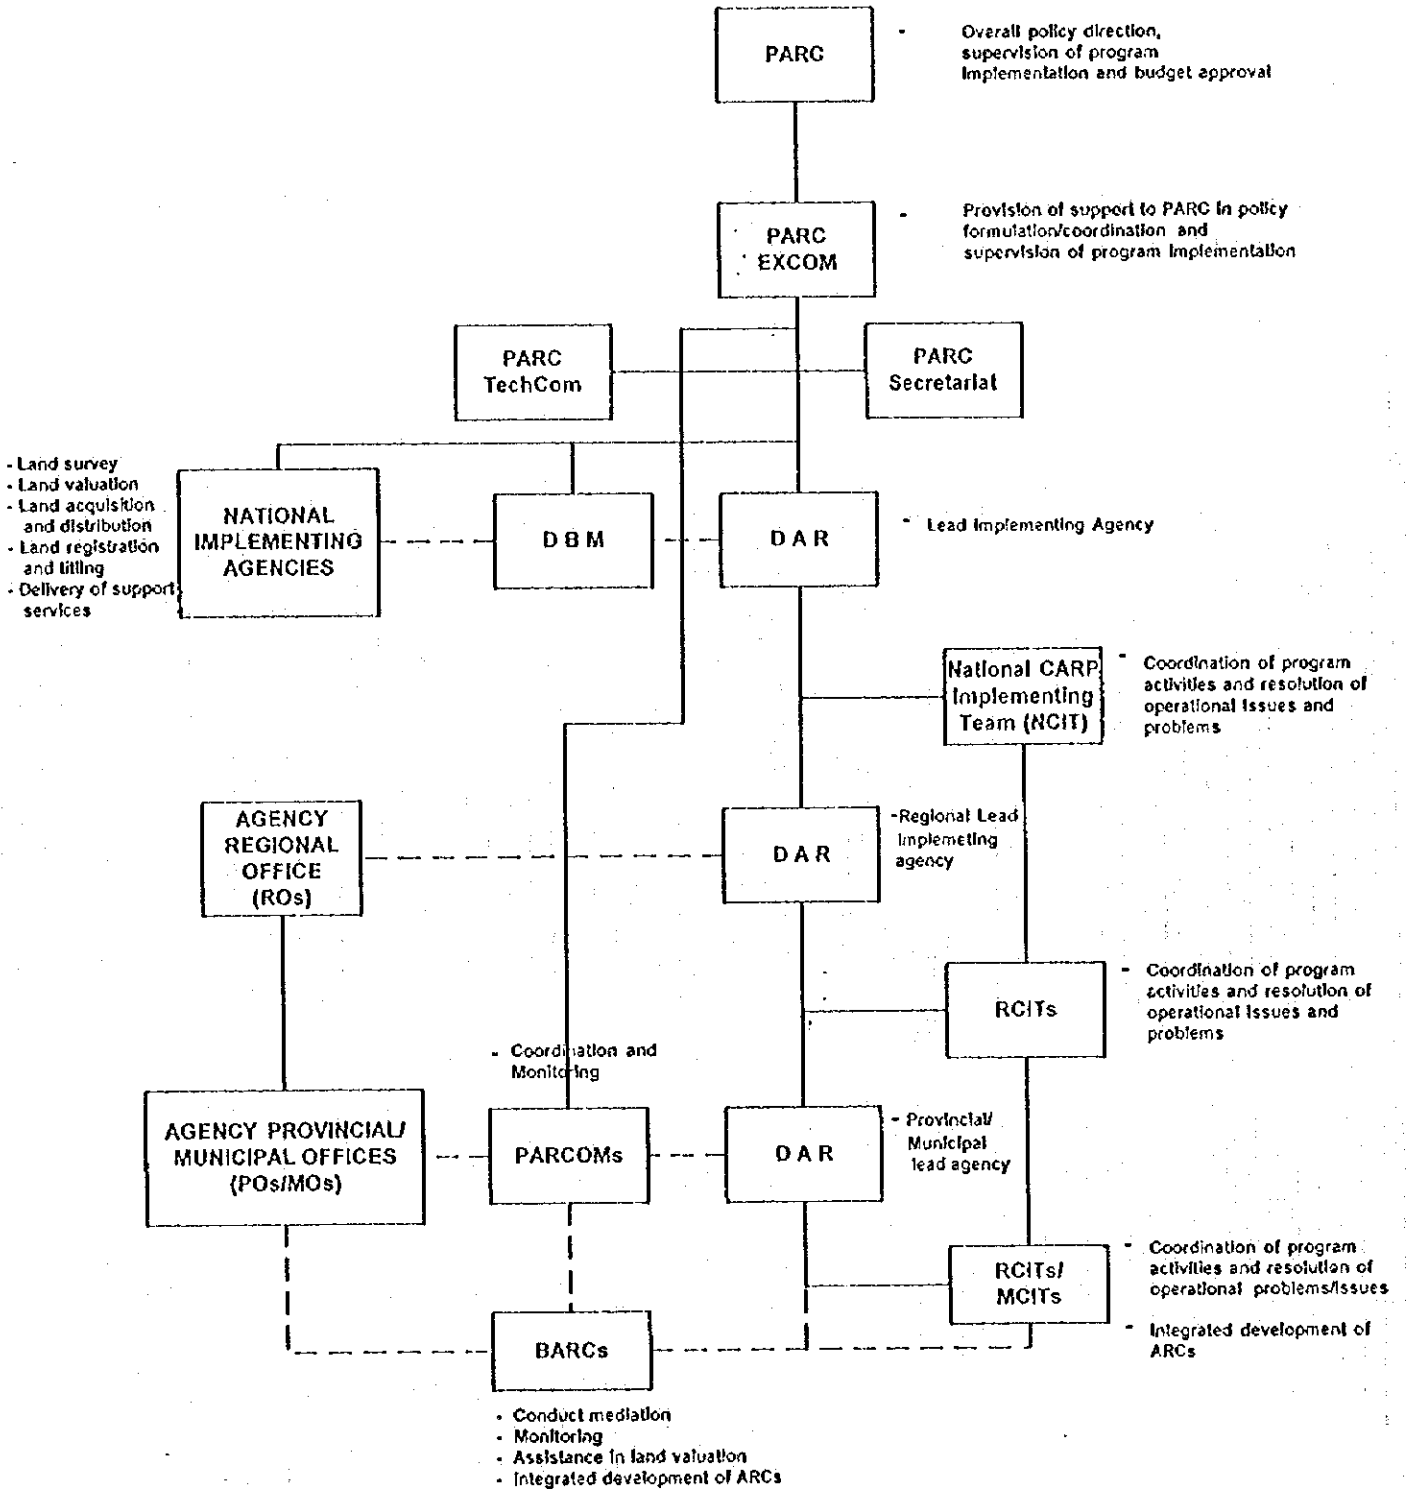 PARC
- Overall policy direction,
supervision of program
implementation and budget approval
PARC
EXCOM
- Provision of support to PARC in policy
formulation/coordination and
supervision of program implementation
PARC
TechCom
PARC
Secretariat
- Land survey
- Land valuation
- Land acquisition
and distribution
- Land registration
and titling
- Delivery of support
services
NATIONAL
IMPLEMENTING
AGENCIES
DBM
DAR
- Lead Implementing Agency
National CARP
Implementing
Team (NCIT)
- Coordination of program
activities and resolution of
operational issues and
problems
AGENCY
REGIONAL
OFFICE
(ROs)
DAR
-Regional Lead
Implemeting
agency
RCITs
- Coordination of program
activities and resolution of
operational issues and
problems
- Coordination and
Monitoring
AGENCY PROVINCIAL/
MUNICIPAL OFFICES
(POs/MOs)
PARCOMs
DAR
- Provincial/
Municipal
lead agency
RCITs/
MCITs
- Coordination of program
activities and resolution of
operational problems/issues
- Integrated development of
ARCs
BARCs
- Conduct mediation
- Monitoring
- Assistance in land valuation
- Integrated development of ARCs